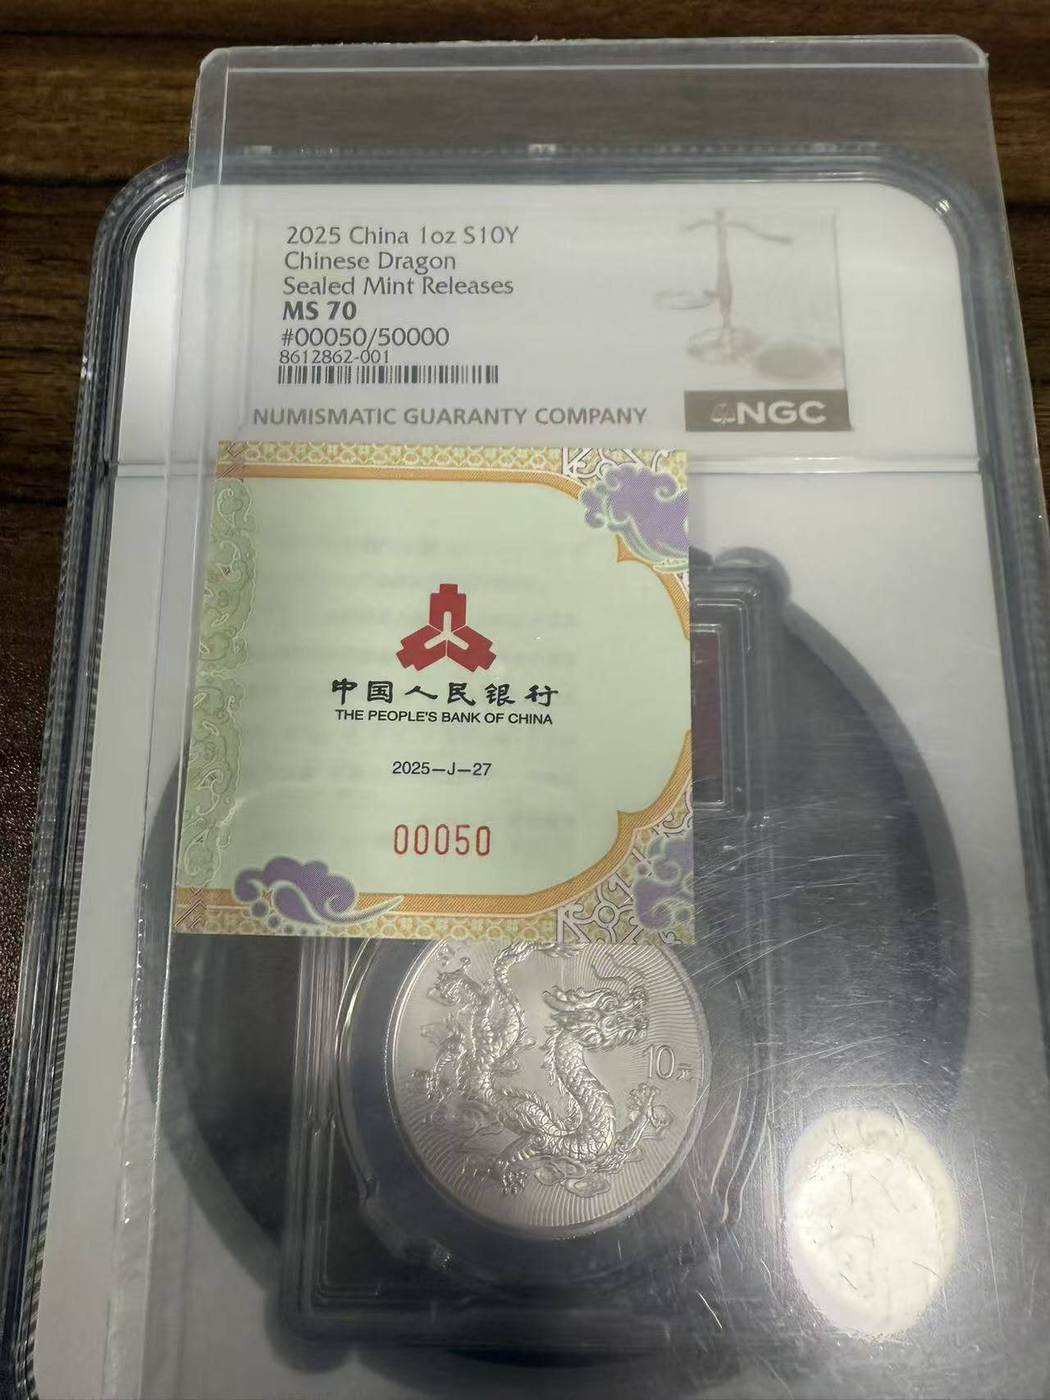 2025 China 1oz S10Y
Chinese Dragon
Sealed Mint Releases
MS 70
#00050/50000
8612862-001
NUMISMATIC GUARANTY COMPANY
NGC
中国人民银行
THE PEOPLE'S BANK OF CHINA
2025—J—27
00050
10元